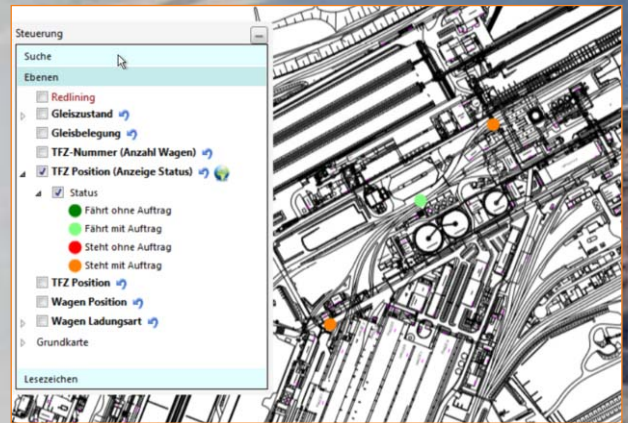 Steuerung
Suche
Ebenen
Redlining
Gleiszustand
Gleisbelegung
TFZ-Nummer (Anzahl Wagen)
TFZ Position (Anzeige Status)
Status
Fährt ohne Auftrag
Fährt mit Auftrag
Steht ohne Auftrag
Steht mit Auftrag
TFZ Position
Wagen Position
Wagen Ladungsart
Grundkarte
Lesezeichen